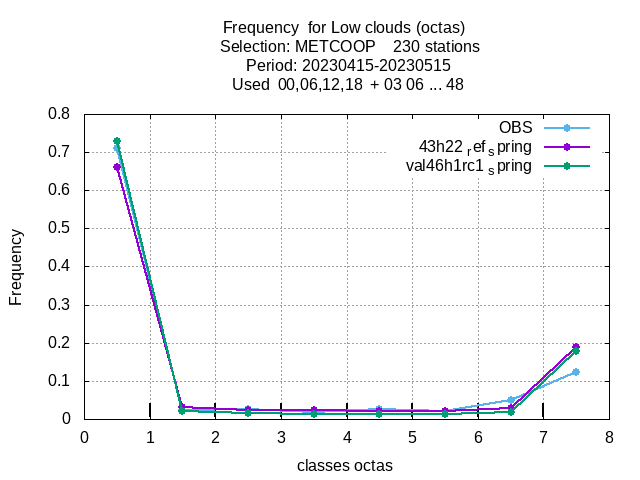 Frequency  for Low clouds (octas)
Selection: METCOOP    230 stations
Period: 20230415-20230515
Used  00,06,12,18  + 03 06 ... 48
OBS
43h22 ref spring
val46h1rc1 spring
0.8
0.7
0.6
0.5
0.4
0.3
0.2
0.1
0
Frequency
0 1 2 3 4 5 6 7 8
classes octas